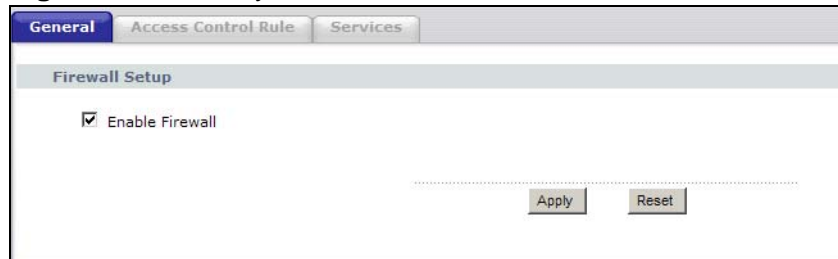 General Access Control Rule Services
Firewall Setup
Enable Firewall
Apply Reset